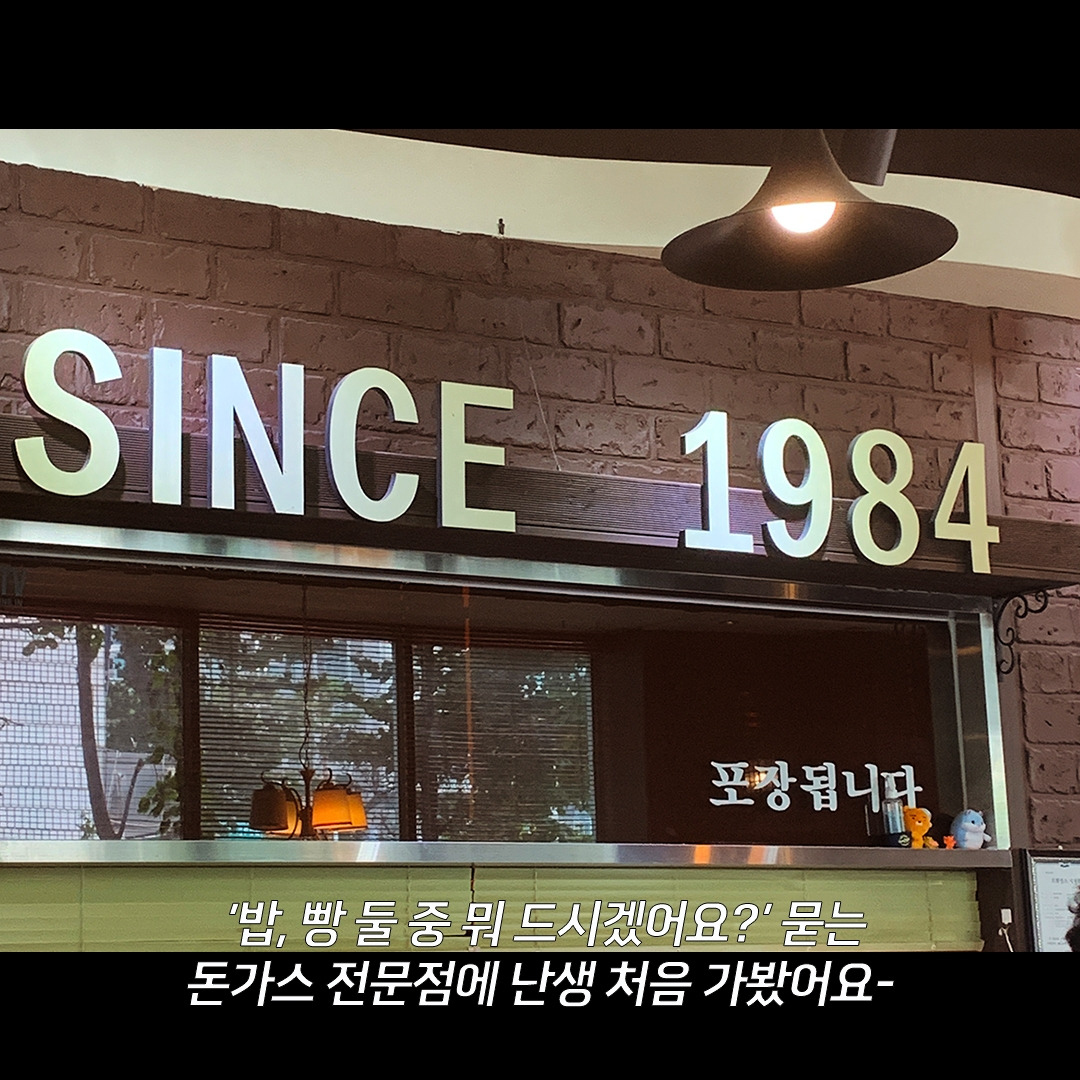 SINCE 1984
포장됩니다
'밥, 빵 둘 중 뭐 드시겠어요?' 묻는
돈가스 전문점에 난생 처음 가봤어요-